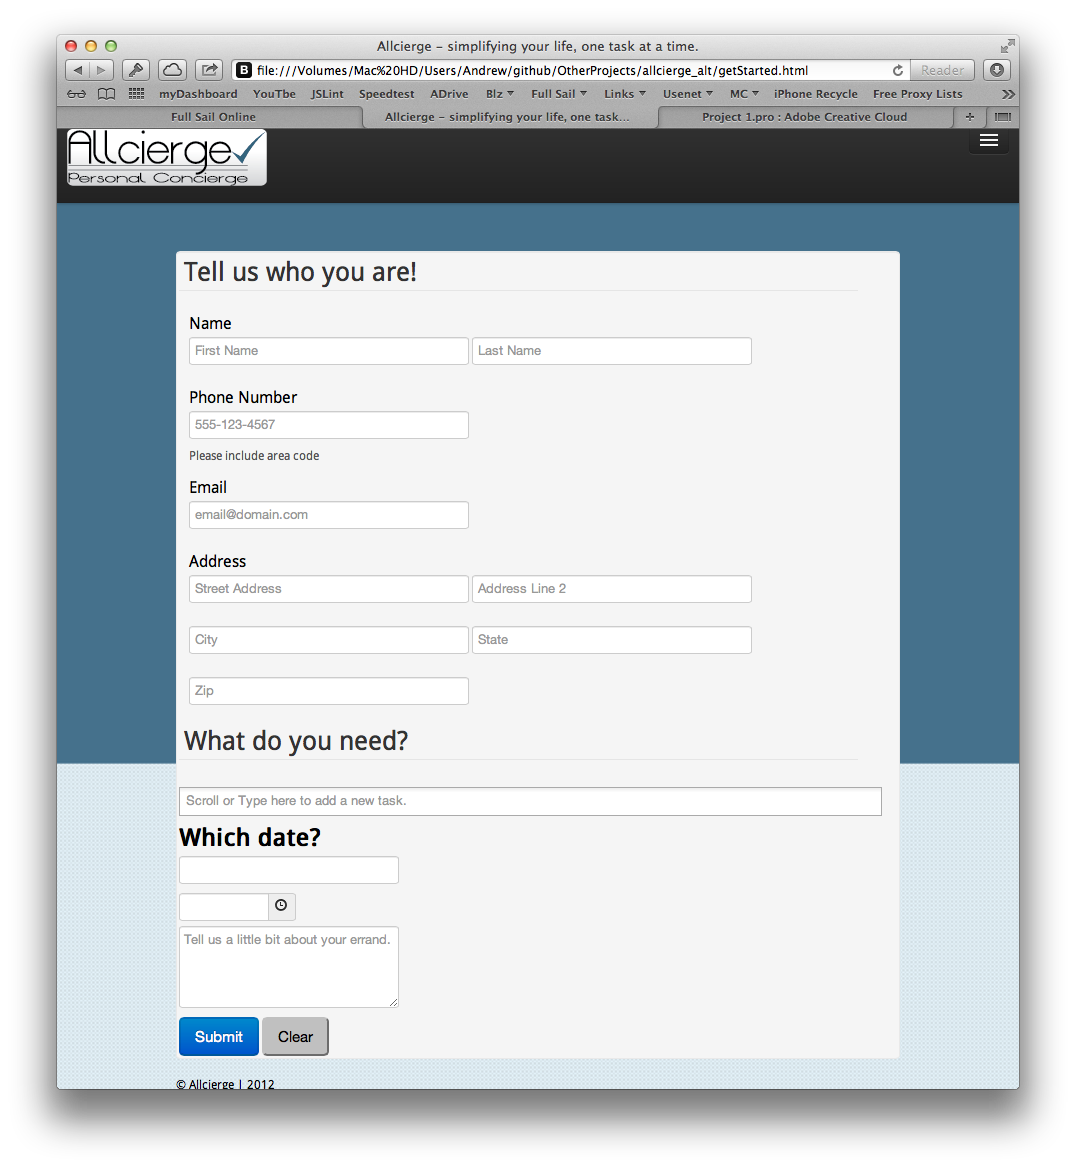 Allcierge – simplifying your life, one task at a time.
B file:///Volumes/Mac%20HD/Users/Andrew/github/OtherProjects/allcierge_alt/getStarted.html Reader
myDashboard YouTbe JSLint Speedtest ADrive Blz Full Sail Links Usenet MC iPhone Recycle Free Proxy Lists
Full Sail Online Allcierge – simplifying your life, one task... Project 1.pro : Adobe Creative Cloud
Allcierge
Personal Concierge
Tell us who you are!
Name
First Name Last Name
Phone Number
555-123-4567
Please include area code
Email
email@domain.com
Address
Street Address Address Line 2
City State
Zip
What do you need?
Scroll or Type here to add a new task.
Which date?
Tell us a little bit about your errand.
Submit Clear
© Allcierge | 2012